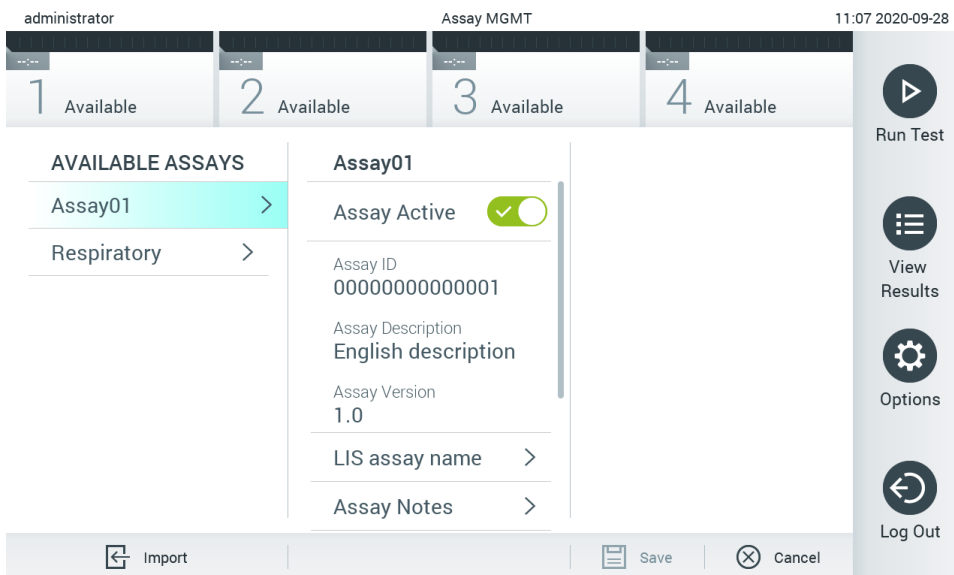 administrator
Assay MGMT
11:07 2020-09-28
--:--
--:--
--:--
--:--
1 Available
2 Available
3 Available
4 Available
Run Test
View
Results
Options
Log Out
AVAILABLE ASSAYS
Assay01
Respiratory
Assay01
Assay Active
Assay ID
00000000000001
Assay Description
English description
Assay Version
1.0
LIS assay name
Assay Notes
Import
Save
Cancel